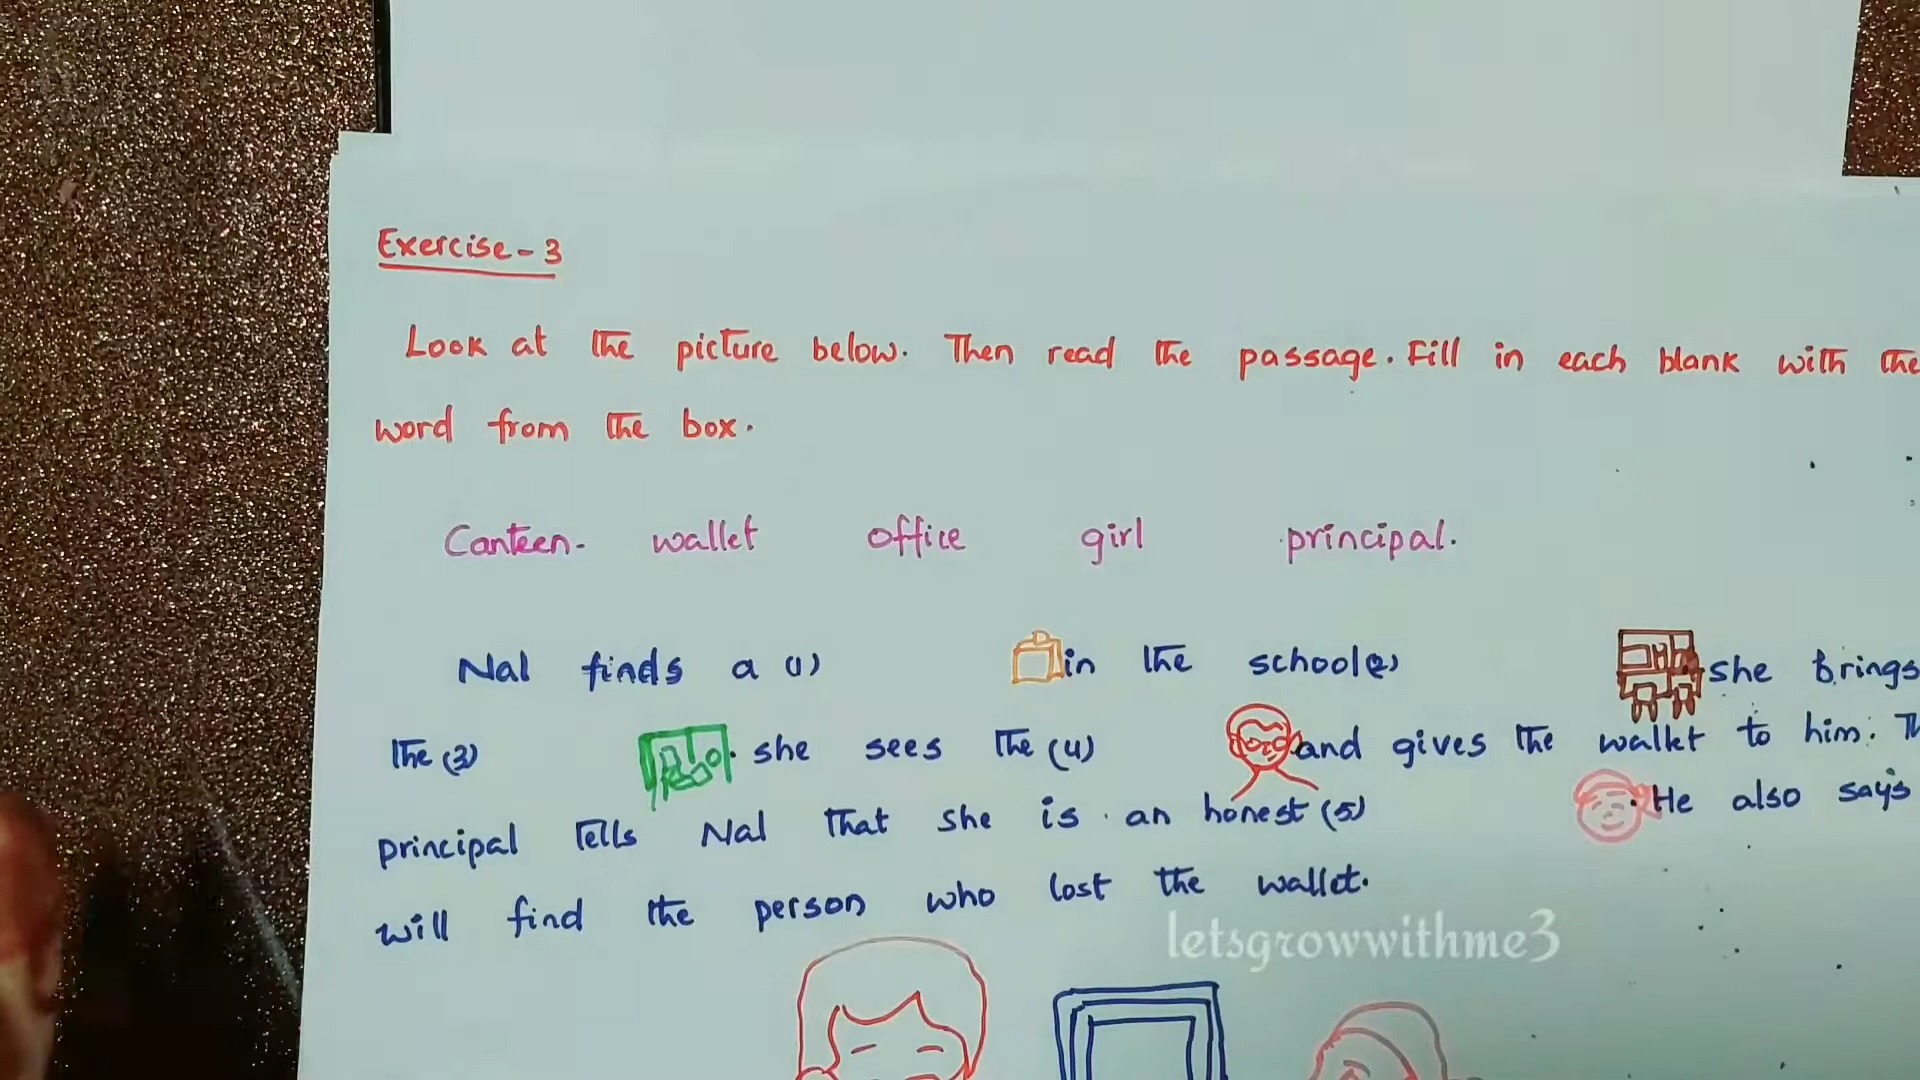 Exercise - 3
Look at the picture below. Then read the passage. Fill in each blank with the
word from the box.
Canteen- wallet office girl principal.
Nal finds a (1) in the school(2) she brings
the (3) . she sees the (4) and gives the wallet to him.
principal tells Nal that she is an honest (5) . He also says
will find the person who lost the wallet.
letsgrowwithme3